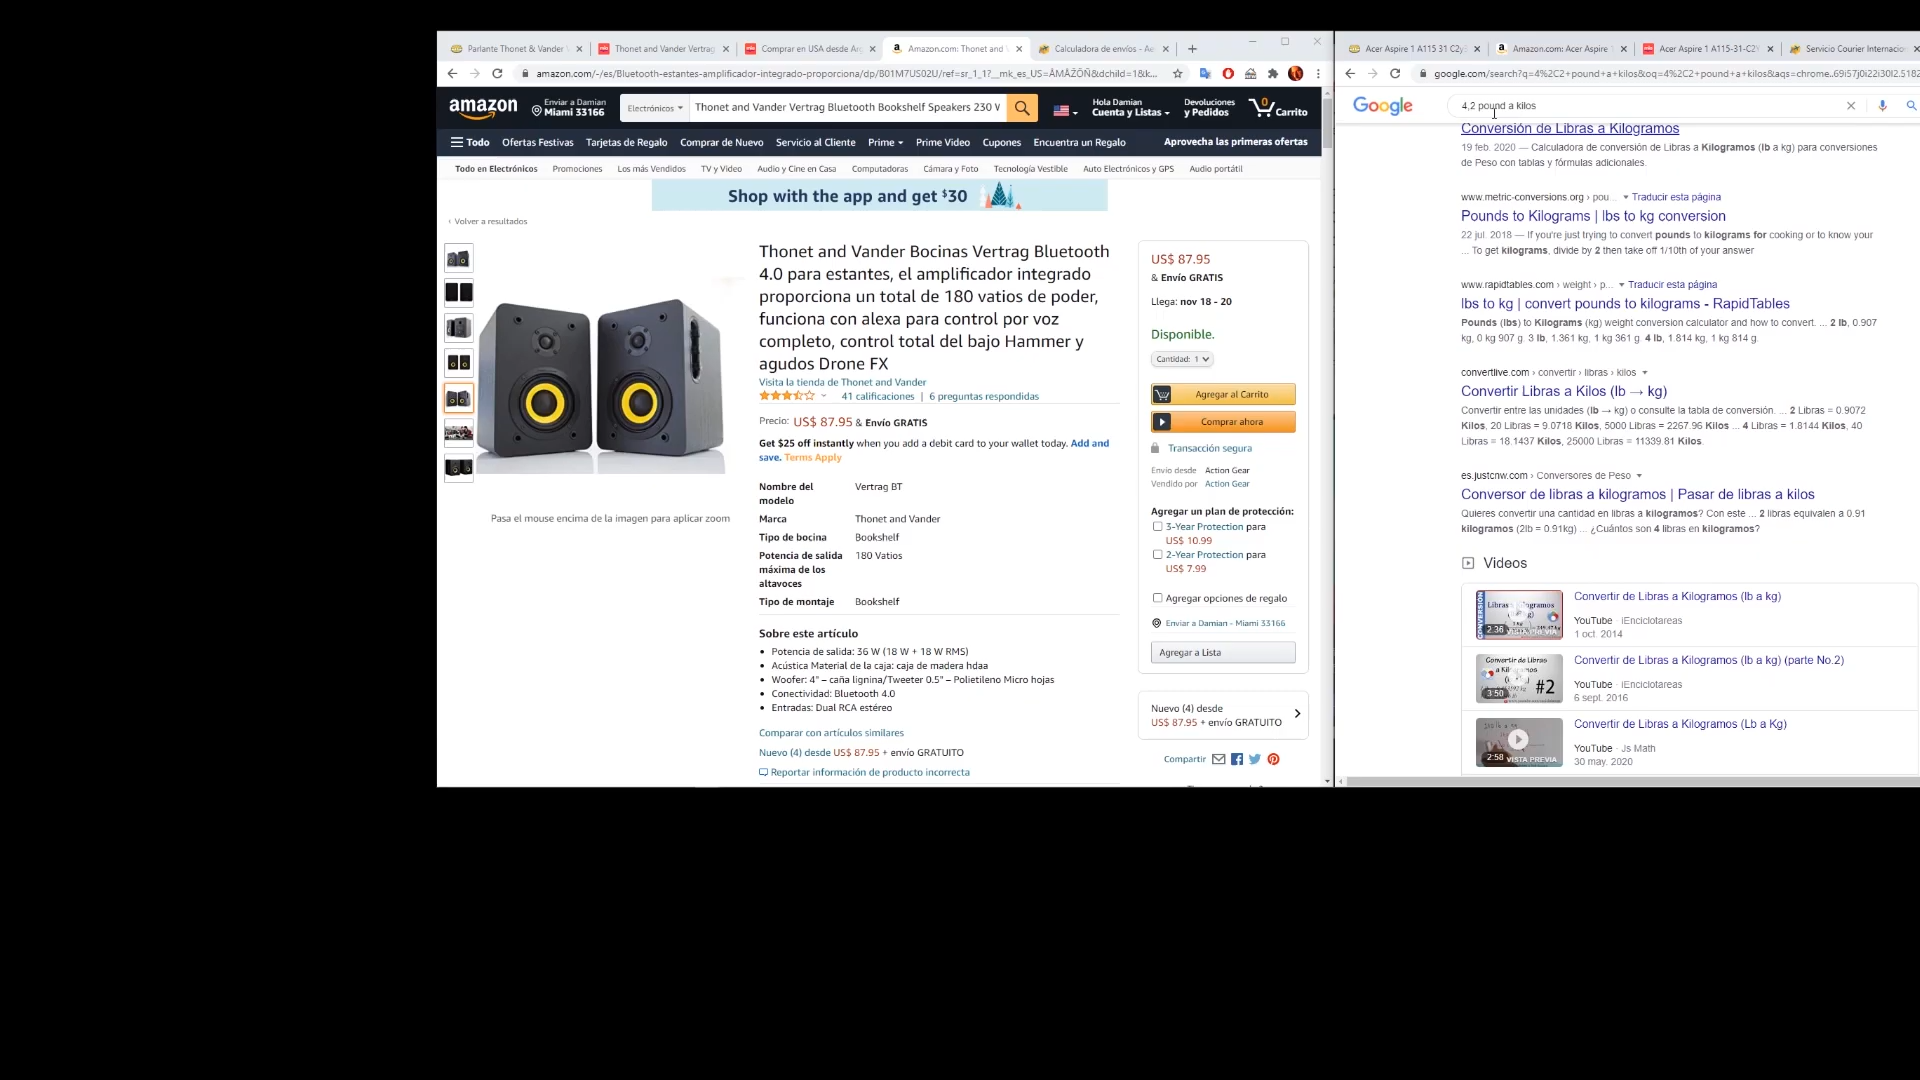 Parlante Thonet & Vander
Thonet and Vander Vertrag
Comprar en USA desde Arg
Amazon.com: Thonet and
Calculadora de envíos - Ae
amazon.com/-/es/Bluetooth-estantes-amplificador-integrado-proporciona/dp/B01M7US02U/ref=sr_1_1?__mk_es_US=ÅMÅŽÕÑ&dchild=1&k...
amazon
Enviar a Damian
Miami 33166
Electrónicos
Thonet and Vander Vertrag Bluetooth Bookshelf Speakers 230 W
Hola Damian
Cuenta y Listas
Devoluciones
y Pedidos
0
Carrito
Todo
Ofertas Festivas
Tarjetas de Regalo
Comprar de Nuevo
Servicio al Cliente
Prime
Prime Video
Cupones
Encuentra un Regalo
Aprovecha las primeras ofertas
Todo en Electrónicos
Promociones
Los más Vendidos
TV y Video
Audio y Cine en Casa
Computadoras
Cámara y Foto
Tecnología Vestible
Auto Electrónicos y GPS
Audio portátil
Shop with the app and get $30
‹ Volver a resultados
Pasa el mouse encima de la imagen para aplicar zoom
Thonet and Vander Bocinas Vertrag Bluetooth
4.0 para estantes, el amplificador integrado
proporciona un total de 180 vatios de poder,
funciona con alexa para control por voz
completo, control total del bajo Hammer y
agudos Drone FX
Visita la tienda de Thonet and Vander
41 calificaciones | 6 preguntas respondidas
Precio: US$ 87.95 & Envío GRATIS
Get $25 off instantly when you add a debit card to your wallet today. Add and
save. Terms Apply
Nombre del Vertrag BT
modelo
Marca Thonet and Vander
Tipo de bocina Bookshelf
Potencia de salida 180 Vatios
máxima de los
altavoces
Tipo de montaje Bookshelf
Sobre este artículo
• Potencia de salida: 36 W (18 W + 18 W RMS)
• Acústica Material de la caja: caja de madera hdaa
• Woofer: 4" – caña lignina/Tweeter 0.5" – Polietileno Micro hojas
• Conectividad: Bluetooth 4.0
• Entradas: Dual RCA estéreo
Comparar con artículos similares
Nuevo (4) desde US$ 87.95 + envío GRATUITO
Reportar información de producto incorrecta
US$ 87.95
& Envío GRATIS
Llega: nov 18 - 20
Disponible.
Cantidad: 1
Agregar al Carrito
Comprar ahora
Transacción segura
Envío desde Action Gear
Vendido por Action Gear
Agregar un plan de protección:
3-Year Protection para
US$ 10.99
2-Year Protection para
US$ 7.99
Agregar opciones de regalo
Enviar a Damian - Miami 33166
Agregar a Lista
Nuevo (4) desde
US$ 87.95 + envío GRATUITO
Compartir
Acer Aspire 1 A115 31 C2y
Amazon.com: Acer Aspire 1
Acer Aspire 1 A115-31-C2Y
Servicio Courier Internacio
google.com/search?q=4%2C2+pound+a+kilos&oq=4%2C2+pound+a+kilos&aqs=chrome..69i57j0i22i30l2.5182
Google
4,2 pound a kilos
Conversión de Libras a Kilogramos
19 feb. 2020 — Calculadora de conversión de Libras a Kilogramos (lb a kg) para conversiones
de Peso con tablas y fórmulas adicionales.
www.metric-conversions.org › pou... Traducir esta página
Pounds to Kilograms | lbs to kg conversion
22 jul. 2018 — If you're just trying to convert pounds to kilograms for cooking or to know your
... To get kilograms, divide by 2 then take off 1/10th of your answer
www.rapidtables.com › weight › p... Traducir esta página
lbs to kg | convert pounds to kilograms - RapidTables
Pounds (lbs) to Kilograms (kg) weight conversion calculator and how to convert. ... 2 lb, 0.907
kg, 0 kg 907 g. 3 lb, 1.361 kg, 1 kg 361 g. 4 lb, 1.814 kg, 1 kg 814 g.
convertlive.com › convertir › libras › kilos
Convertir Libras a Kilos (lb → kg)
Convertir entre las unidades (lb → kg) o consulte la tabla de conversión. ... 2 Libras = 0.9072
Kilos, 20 Libras = 9.0718 Kilos, 5000 Libras = 2267.96 Kilos ... 4 Libras = 1.8144 Kilos, 40
Libras = 18.1437 Kilos, 25000 Libras = 11339.81 Kilos.
es.justcnw.com › Conversores de Peso
Conversor de libras a kilogramos | Pasar de libras a kilos
Quieres convertir una cantidad en libras a kilogramos? Con este ... 2 libras equivalen a 0.91
kilogramos (2lb = 0.91kg) ... ¿Cuántos son 4 libras en kilogramos?
Videos
2:36 VISTA PREVIA
Convertir de Libras a Kilogramos (lb a kg)
YouTube · iEnciclotareas
1 oct. 2014
#2
3:50
Convertir de Libras a Kilogramos (lb a kg) (parte No.2)
YouTube · iEnciclotareas
6 sept. 2016
2:58 VISTA PREVIA
Convertir de Libras a Kilogramos (Lb a Kg)
YouTube · Js Math
30 may. 2020